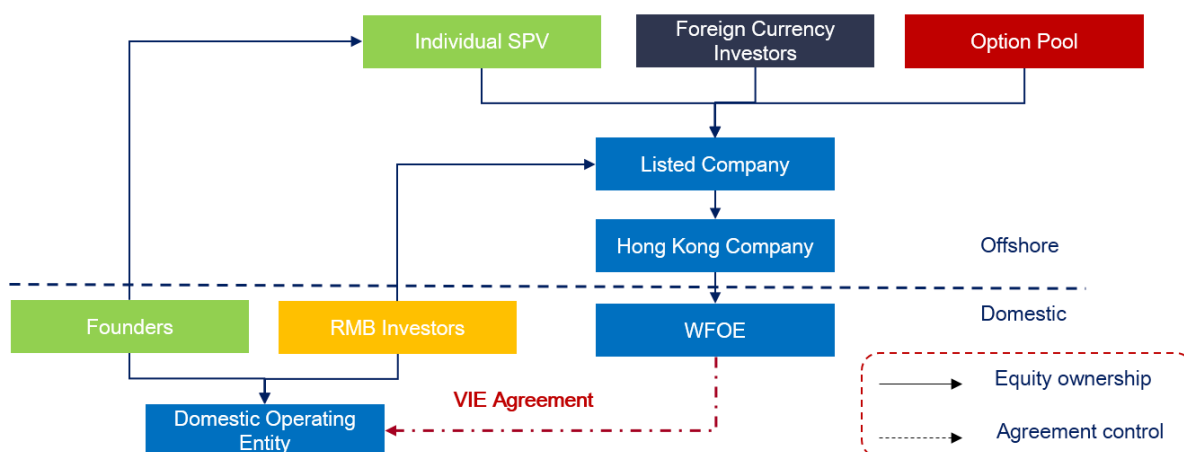 Individual SPV
Foreign Currency
Investors
Option Pool
Listed Company
Hong Kong Company
Offshore
Founders
RMB Investors
WFOE
Domestic
VIE Agreement
Domestic Operating
Entity
Equity ownership
Agreement control